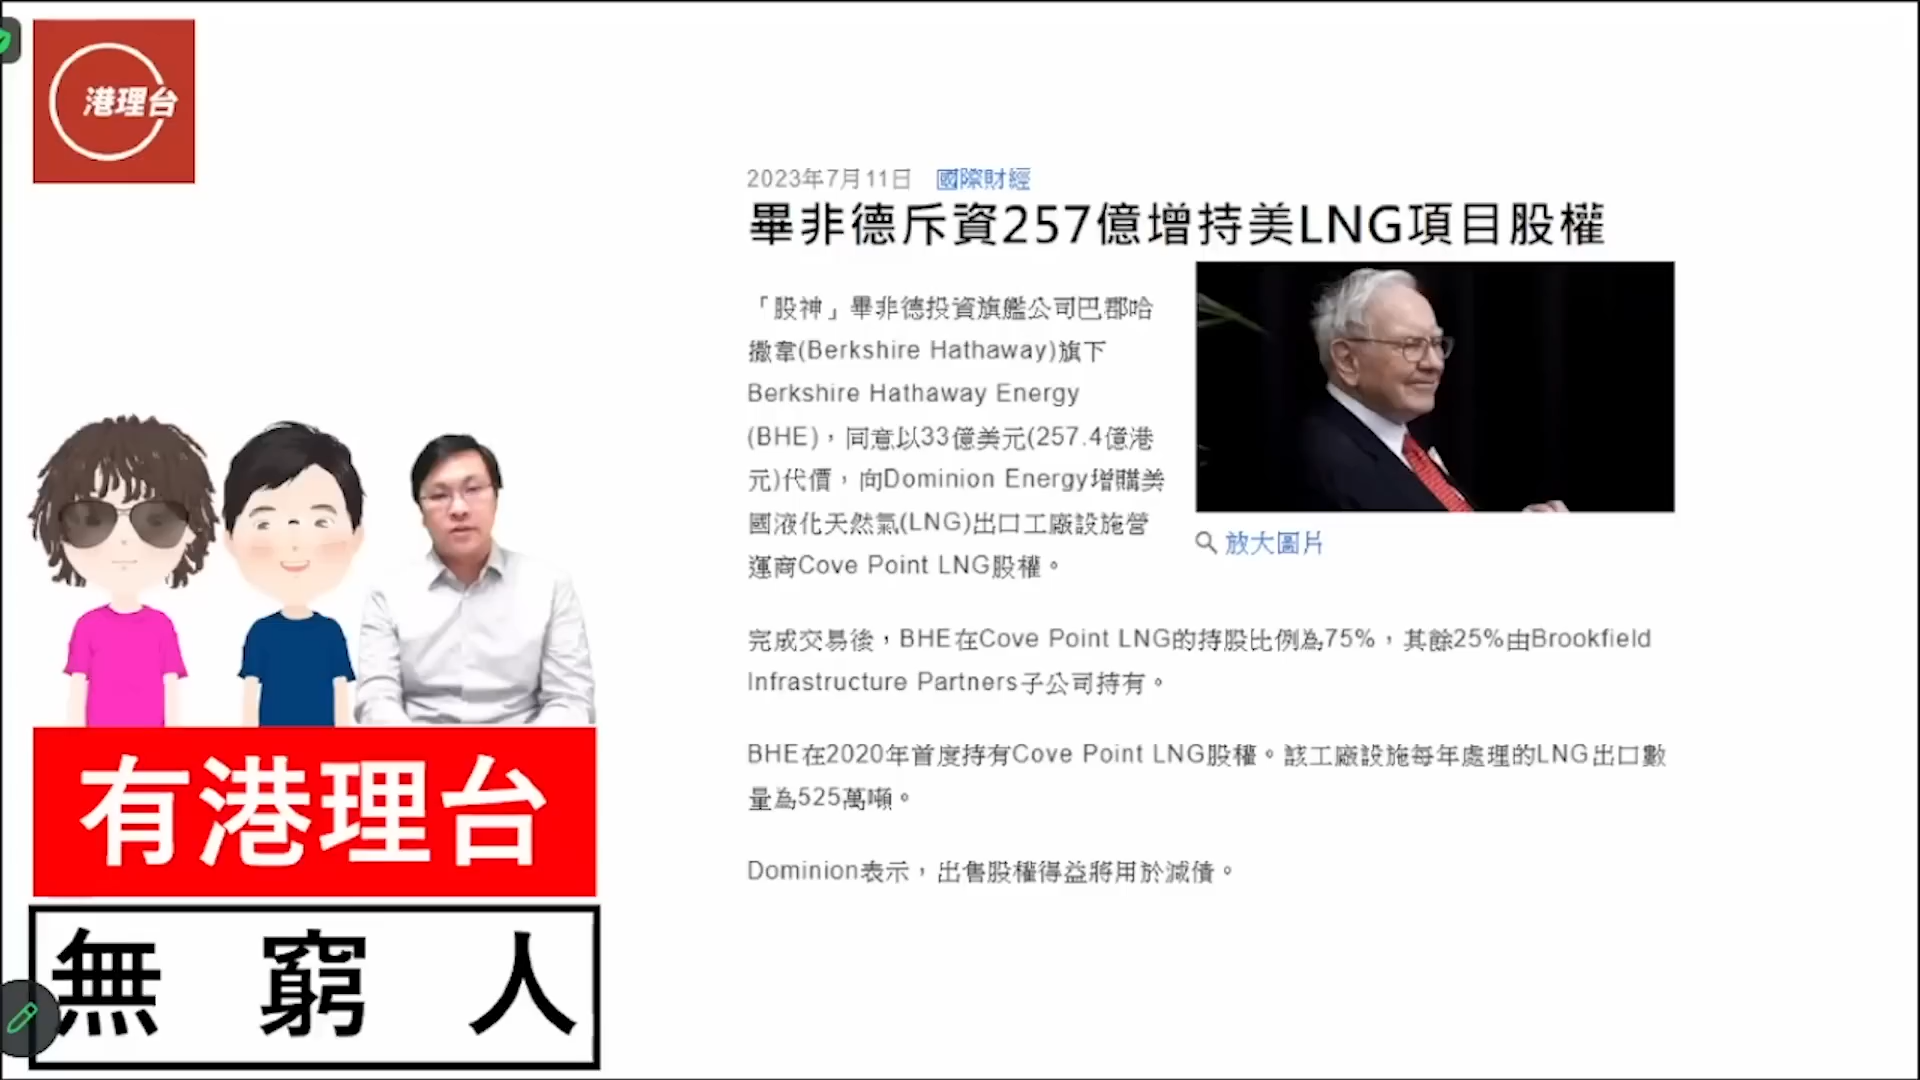 港理台
2023年7月11日 國際財經
畢非德斥資257億增持美LNG項目股權
「股神」畢非德投資旗艦公司巴郡哈
撒韋(Berkshire Hathaway)旗下
Berkshire Hathaway Energy
(BHE)，同意以33億美元(257.4億港
元)代價，向Dominion Energy增購美
國液化天然氣(LNG)出口工廠設施營
運商Cove Point LNG股權。
放大圖片
完成交易後，BHE在Cove Point LNG的持股比例為75%，其餘25%由Brookfield
Infrastructure Partners子公司持有。
BHE在2020年首度持有Cove Point LNG股權。該工廠設施每年處理的LNG出口數
量為525萬噸。
Dominion表示，出售股權得益將用於減債。
有港理台
無窮人